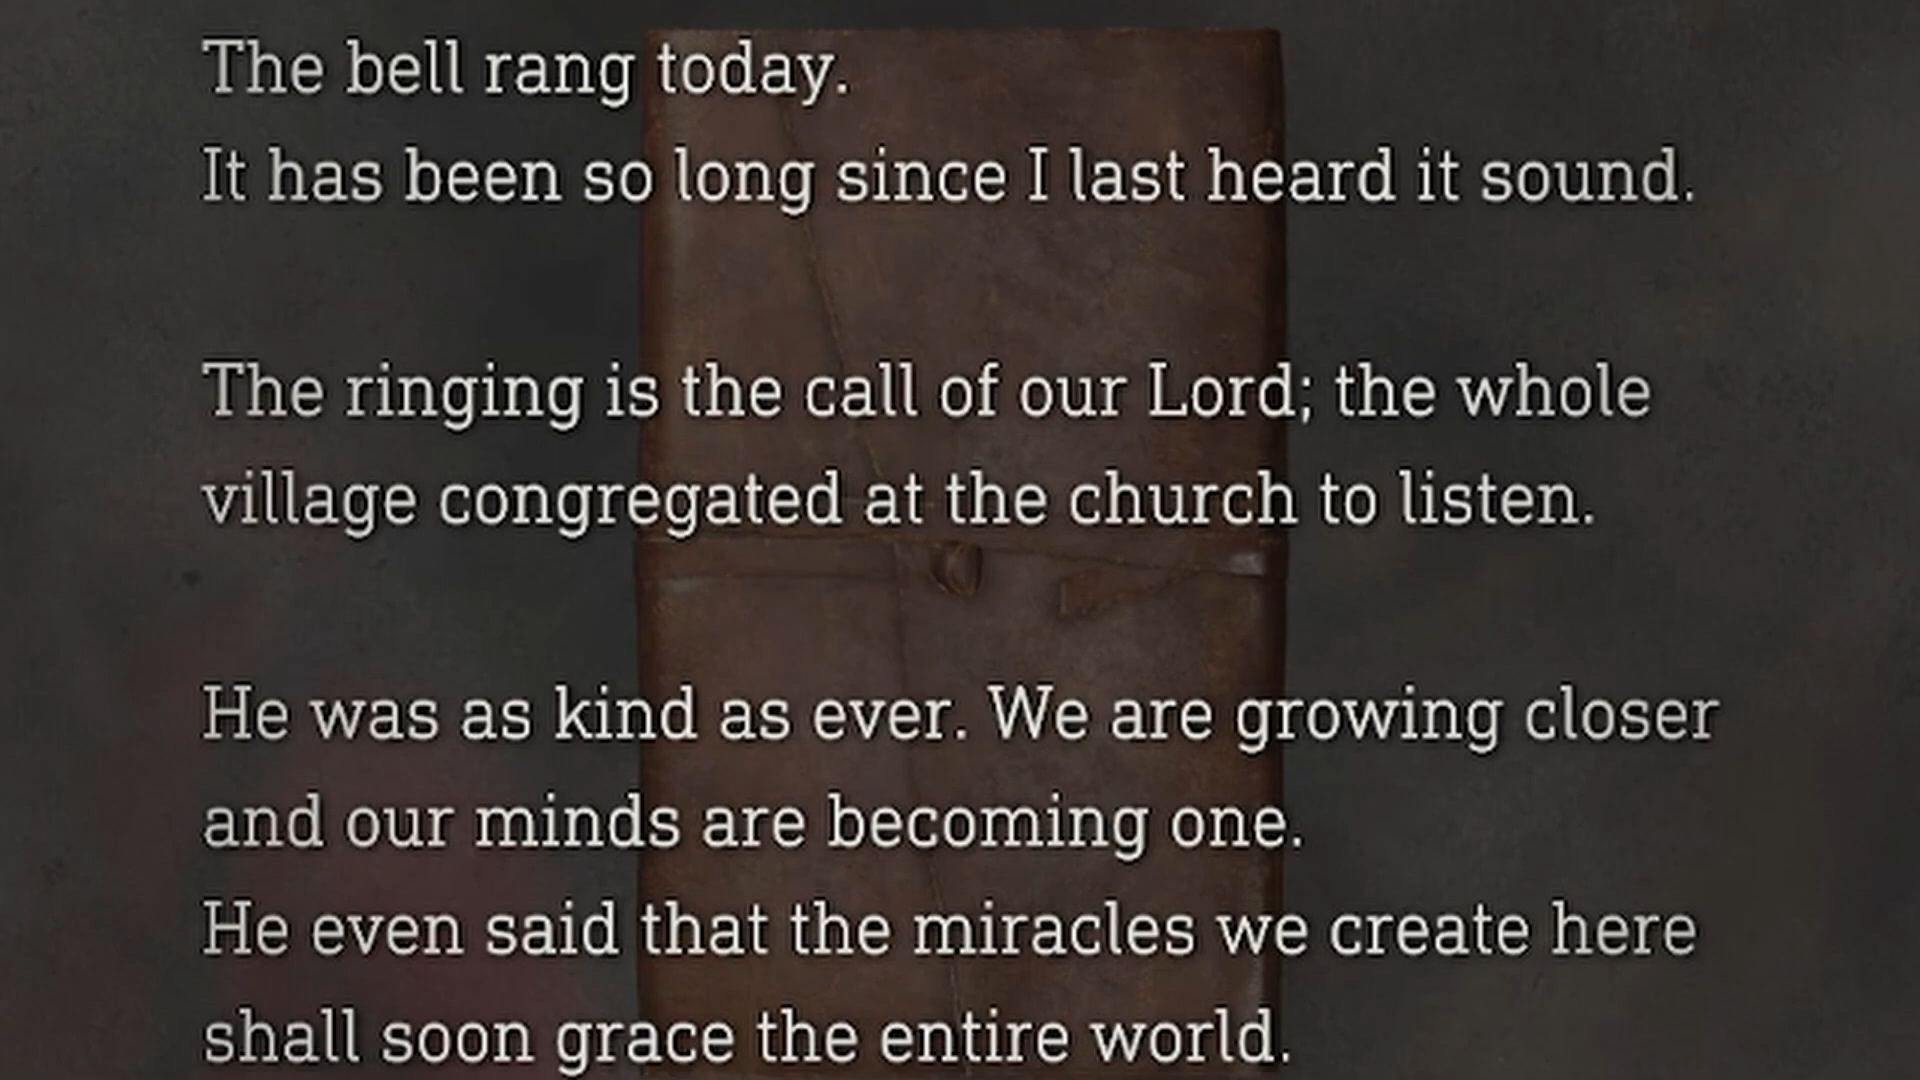 The bell rang today.
It has been so long since I last heard it sound.
The ringing is the call of our Lord; the whole
village congregated at the church to listen.
He was as kind as ever. We are growing closer
and our minds are becoming one.
He even said that the miracles we create here
shall soon grace the entire world.